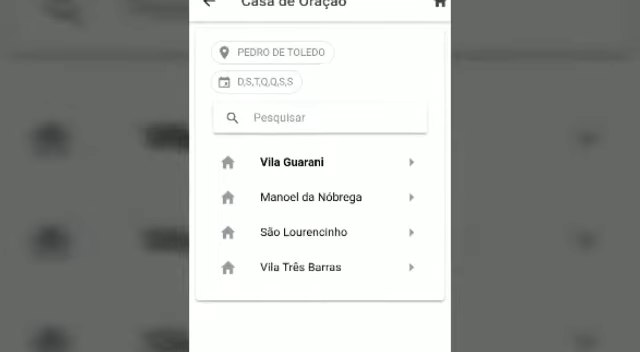 Casa de Oração
PEDRO DE TOLEDO
D,S,T,Q,Q,S,S
Pesquisar
Vila Guarani
Manoel da Nóbrega
São Lourencinho
Vila Três Barras